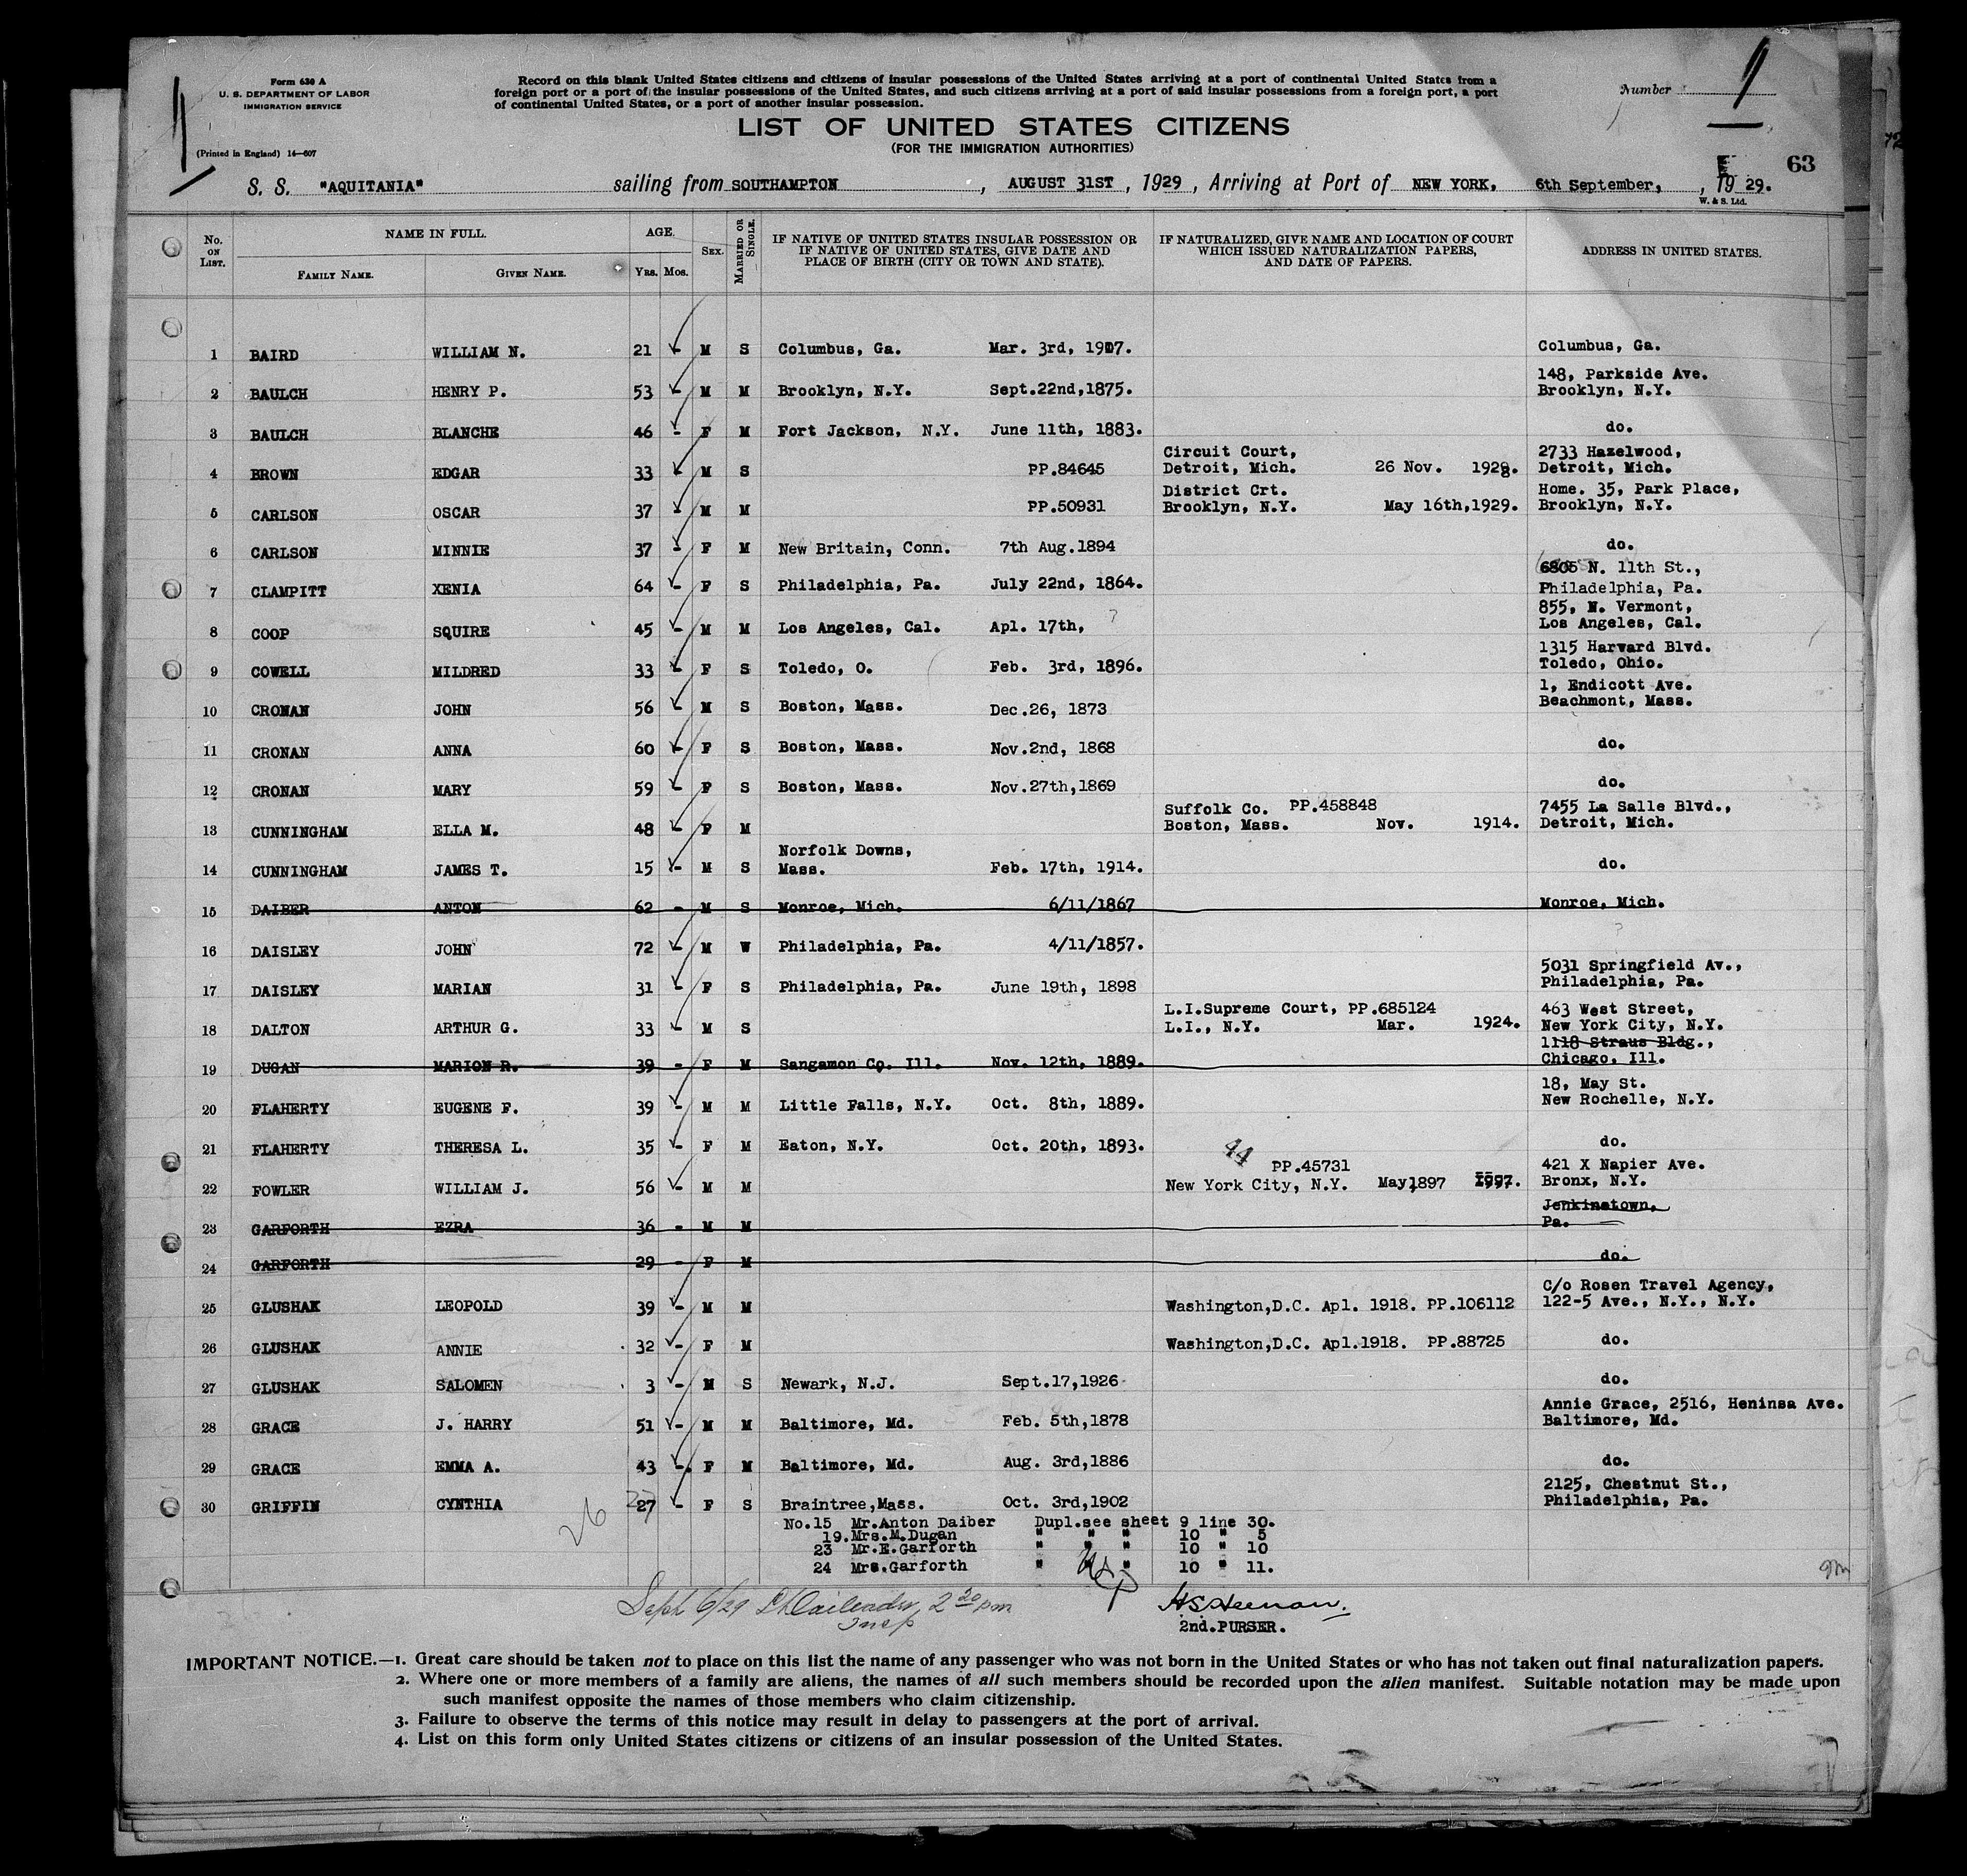 Form 630 A
U. S. DEPARTMENT OF LABOR
IMMIGRATION SERVICE
(Printed in England) 14—607
Record on this blank United States citizens and citizens of insular possessions of the United States arriving at a port of continental United States from a
foreign port or a port of the insular possessions of the United States, and such citizens arriving at a port of said insular possessions from a foreign port, a port
of continental United States, or a port of another insular possession.
Number
LIST OF UNITED STATES CITIZENS
(FOR THE IMMIGRATION AUTHORITIES)
E 63
S. S. "AQUITANIA" sailing from SOUTHAMPTON, AUGUST 31ST, 1929, Arriving at Port of NEW YORK, 6th September, , 19 29.
W. & S. Ltd.
No. ON LIST. NAME IN FULL. FAMILY NAME. GIVEN NAME. AGE. YRS. MOS. SEX. MARRIED OR SINGLE. IF NATIVE OF UNITED STATES INSULAR POSSESSION OR IF NATIVE OF UNITED STATES, GIVE DATE AND PLACE OF BIRTH (CITY OR TOWN AND STATE). IF NATURALIZED, GIVE NAME AND LOCATION OF COURT WHICH ISSUED NATURALIZATION PAPERS, AND DATE OF PAPERS. ADDRESS IN UNITED STATES.
1 BAIRD WILLIAM N. 21 - M S Columbus, Ga. Mar. 3rd, 1907. Columbus, Ga.
2 BAULCH HENRY P. 53 - M M Brooklyn, N.Y. Sept.22nd,1875. 148, Parkside Ave. Brooklyn, N.Y.
3 BAULCH BLANCHE 46 - F M Fort Jackson, N.Y. June 11th, 1883. do.
4 BROWN EDGAR 33 - M S PP.84645 Circuit Court, Detroit, Mich. 26 Nov. 1928. 2733 Hazelwood, Detroit, Mich.
5 CARLSON OSCAR 37 - M M PP.50931 District Crt. Brooklyn, N.Y. May 16th,1929. Home. 35, Park Place, Brooklyn, N.Y.
6 CARLSON MINNIE 37 - F M New Britain, Conn. 7th Aug.1894 do.
7 CLAMPITT XENIA 64 - F S Philadelphia, Pa. July 22nd, 1864. 6805 N. 11th St., Philadelphia, Pa.
8 COOP SQUIRE 45 - M M Los Angeles, Cal. Apl. 17th, ? 855, N. Vermont, Los Angeles, Cal.
9 COWELL MILDRED 33 - F S Toledo, O. Feb. 3rd, 1896. 1315 Harvard Blvd. Toledo, Ohio.
10 CRONAN JOHN 56 - M S Boston, Mass. Dec.26, 1873 1, Endicott Ave. Beachmont, Mass.
11 CRONAN ANNA 60 - F S Boston, Mass. Nov.2nd, 1868 do.
12 CRONAN MARY 59 - F S Boston, Mass. Nov.27th,1869 do.
13 CUNNINGHAM ELLA M. 48 - F M Suffolk Co. PP.458848 Boston, Mass. Nov. 1914. 7455 La Salle Blvd., Detroit, Mich.
14 CUNNINGHAM JAMES T. 15 - M S Norfolk Downs, Mass. Feb. 17th, 1914. do.
15 DAIBER ANTON 62 - M S Monroe, Mich. 6/11/1867 Monroe, Mich.
16 DAISLEY JOHN 72 - M W Philadelphia, Pa. 4/11/1857. ?
17 DAISLEY MARIAN 31 - F S Philadelphia, Pa. June 19th, 1898 5031 Springfield Av., Philadelphia, Pa.
18 DALTON ARTHUR G. 33 - M S L.I.Supreme Court, PP.685124 L.I., N.Y. Mar. 1924. 463 West Street, New York City, N.Y.
19 DUGAN MARION R. 39 - F M Sangamon Co. Ill. Nov. 12th, 1889. 1118 Straus Bldg., Chicago, Ill.
20 FLAHERTY EUGENE F. 39 - M M Little Falls, N.Y. Oct. 8th, 1889. 18, May St. New Rochelle, N.Y.
21 FLAHERTY THERESA L. 35 - F M Eaton, N.Y. Oct. 20th, 1893. do.
22 FOWLER WILLIAM J. 56 - M M 44 PP.45731 New York City, N.Y. May,1897 421 X Napier Ave. Bronx, N.Y.
23 GARFORTH EZRA 36 - M M Jenkinstown, Pa.
24 GARFORTH 29 - F M do.
25 GLUSHAK LEOPOLD 39 - M M Washington,D.C. Apl. 1918. PP.106112 C/o Rosen Travel Agency, 122-5 Ave., N.Y., N.Y.
26 GLUSHAK ANNIE 32 - F M Washington,D.C. Apl.1918. PP.88725 do.
27 GLUSHAK SALOMEN 3 - M S Newark, N.J. Sept.17,1926 do.
28 GRACE J. HARRY 51 - M M Baltimore, Md. Feb. 5th,1878 Annie Grace, 2516, Heninsa Ave. Baltimore, Md.
29 GRACE EMMA A. 43 - F M Baltimore, Md. Aug. 3rd,1886 do.
30 GRIFFIN CYNTHIA 27 - F S Braintree,Mass. Oct. 3rd,1902 2125, Chestnut St., Philadelphia, Pa.
26
No.15 Mr.Anton Daiber Dupl.see sheet 9 line 30.
19.Mrs.M.Dugan " " " 10 " 5
23 Mr.E.Garforth " " " 10 " 10
24 Mrs.Garforth " " " 10 " 11.
Sept 6/29 2 20 pm
Insp
2nd.PURSER.
IMPORTANT NOTICE.—1. Great care should be taken not to place on this list the name of any passenger who was not born in the United States or who has not taken out final naturalization papers.
2. Where one or more members of a family are aliens, the names of all such members should be recorded upon the alien manifest. Suitable notation may be made upon
such manifest opposite the names of those members who claim citizenship.
3. Failure to observe the terms of this notice may result in delay to passengers at the port of arrival.
4. List on this form only United States citizens or citizens of an insular possession of the United States.